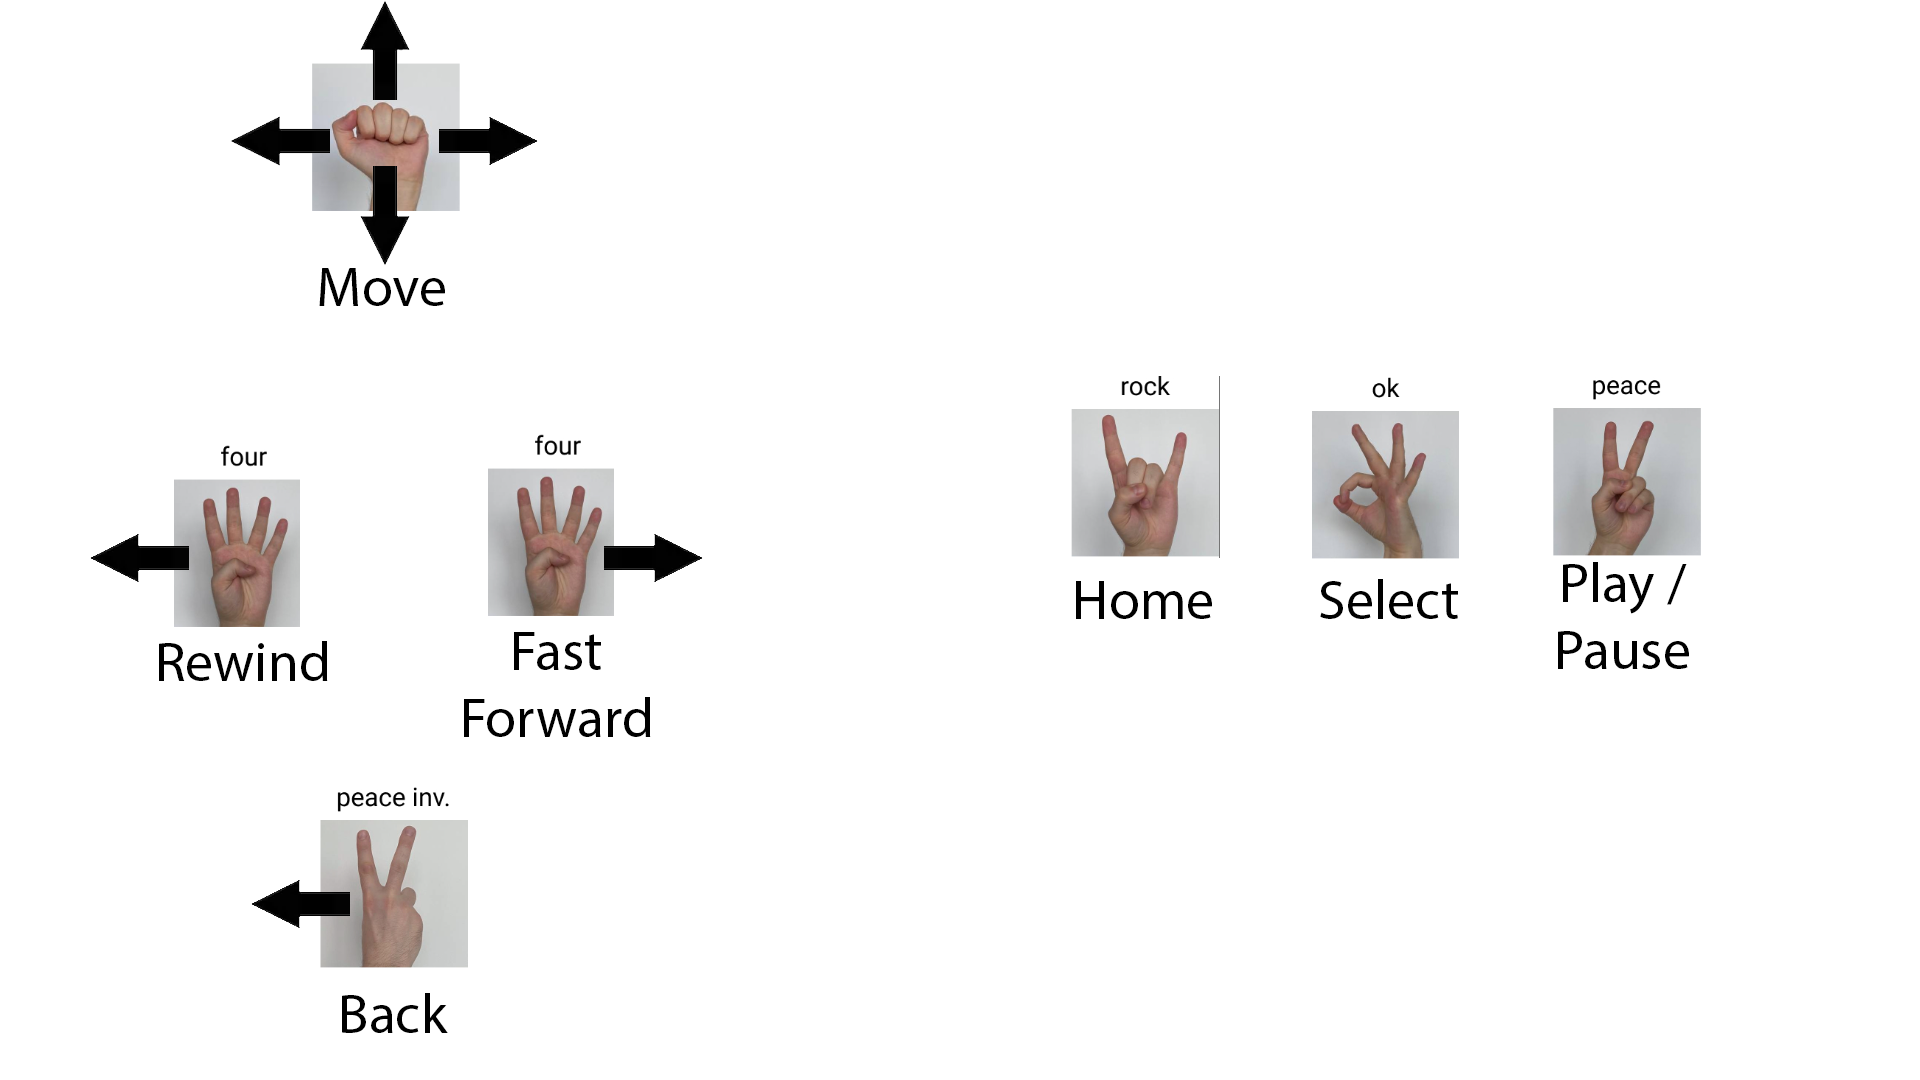 Move
four
Rewind
four
Fast
Forward
peace inv.
Back
rock
Home
ok
Select
peace
Play /
Pause